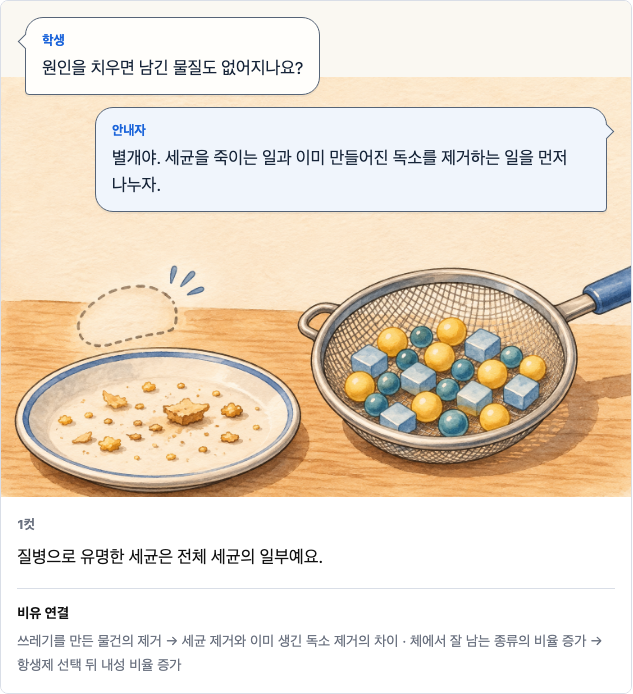 학생
원인을 치우면 남긴 물질도 없어지나요?
안내자
별개야. 세균을 죽이는 일과 이미 만들어진 독소를 제거하는 일을 먼저
나누자.
1컷
질병으로 유명한 세균은 전체 세균의 일부예요.
비유 연결
쓰레기를 만든 물건의 제거 → 세균 제거와 이미 생긴 독소 제거의 차이 · 체에서 잘 남는 종류의 비율 증가 →
항생제 선택 뒤 내성 비율 증가